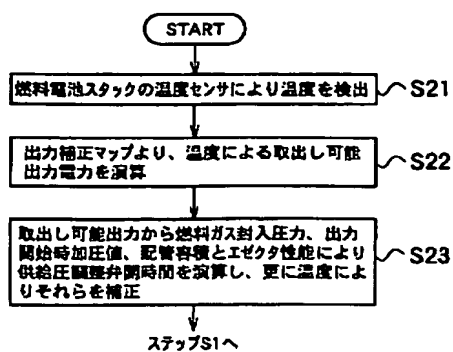 START
燃料電池スタックの温度センサにより温度を検出
S21
出力補正マップより、温度による取出し可能
出力電力を演算
S22
取出し可能出力から燃料ガス封入圧力、出力
開始時加圧値、配管容積とエゼクタ性能により
供給圧調整弁開時間を演算し、更に温度によ
りそれらを補正
S23
ステップS1へ